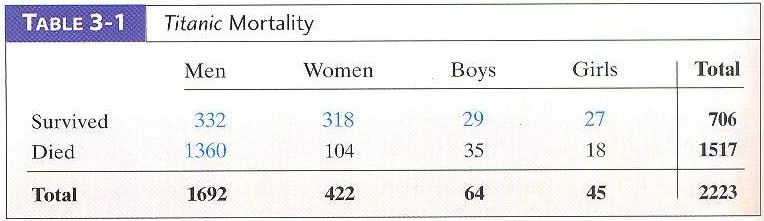 TABLE 3-1 Titanic Mortality
Men Women Boys Girls Total
Survived 332 318 29 27 706
Died 1360 104 35 18 1517
Total 1692 422 64 45 2223